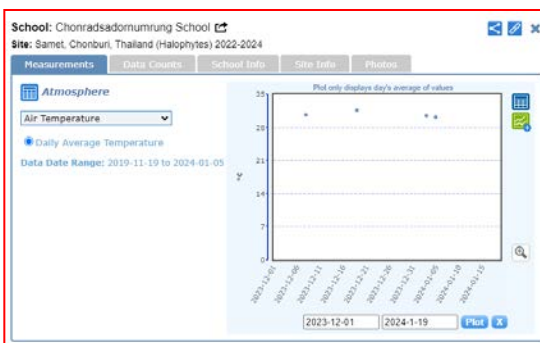 School: Chonradsadornumrung School
Site: Samet, Chonburi, Thailand (Halophytes) 2022-2024
Measurements Data Counts School Info Site Info Photos
Atmosphere
Air Temperature
Daily Average Temperature
Data Date Range: 2019-11-19 to 2024-01-05
Plot only displays day's average of values
35
28
21
14
7
0
°C
2023-12-01 2023-12-06 2023-12-11 2023-12-16 2023-12-21 2023-12-26 2023-12-31 2024-01-05 2024-01-10 2024-01-15
2023-12-01 2024-1-19 Plot X